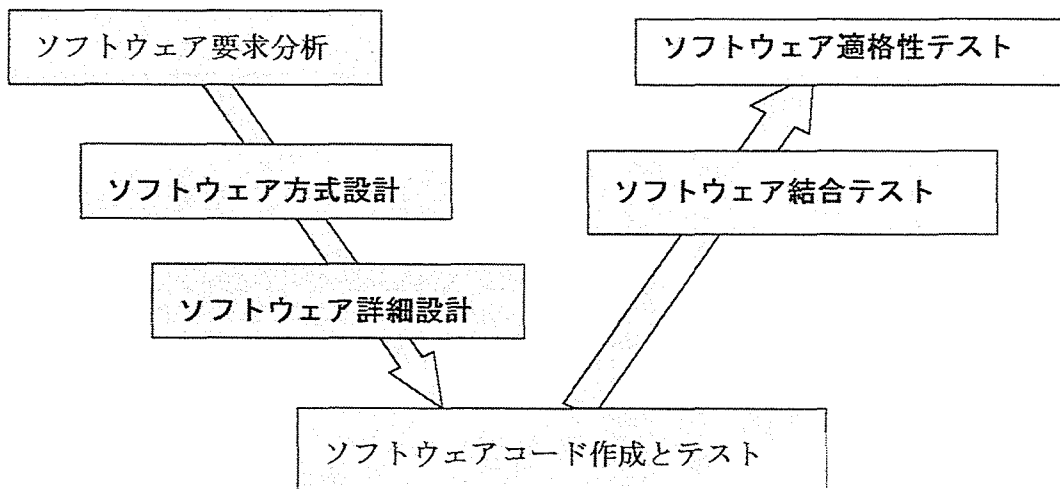 ソフトウェア要求分析
ソフトウェア適格性テスト
ソフトウェア方式設計
ソフトウェア結合テスト
ソフトウェア詳細設計
ソフトウェアコード作成とテスト